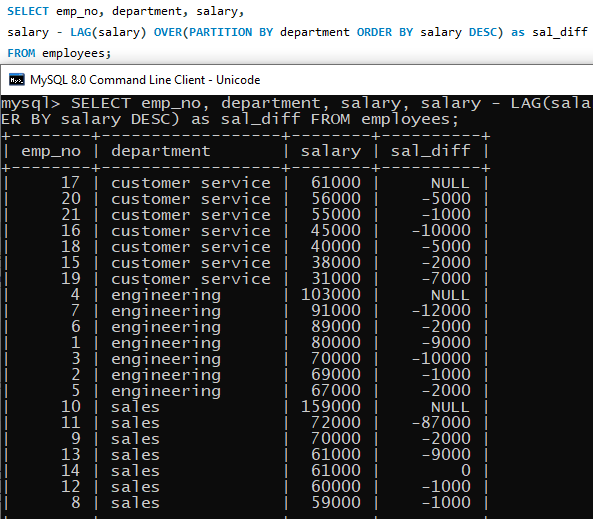 SELECT emp_no, department, salary,
salary - LAG(salary) OVER(PARTITION BY department ORDER BY salary DESC) as sal_diff
FROM employees;
MySQL 8.0 Command Line Client - Unicode
mysql> SELECT emp_no, department, salary, salary - LAG(sala
ER BY salary DESC) as sal_diff FROM employees;
+--------+------------------+--------+----------+
| emp_no | department       | salary | sal_diff |
+--------+------------------+--------+----------+
|     17 | customer service |  61000 |     NULL |
|     20 | customer service |  56000 |    -5000 |
|     21 | customer service |  55000 |    -1000 |
|     16 | customer service |  45000 |   -10000 |
|     18 | customer service |  40000 |    -5000 |
|     15 | customer service |  38000 |    -2000 |
|     19 | customer service |  31000 |    -7000 |
|      4 | engineering      | 103000 |     NULL |
|      7 | engineering      |  91000 |   -12000 |
|      6 | engineering      |  89000 |    -2000 |
|      1 | engineering      |  80000 |    -9000 |
|      3 | engineering      |  70000 |   -10000 |
|      2 | engineering      |  69000 |    -1000 |
|      5 | engineering      |  67000 |    -2000 |
|     10 | sales            | 159000 |     NULL |
|     11 | sales            |  72000 |   -87000 |
|      9 | sales            |  70000 |    -2000 |
|     13 | sales            |  61000 |    -9000 |
|     14 | sales            |  61000 |        0 |
|     12 | sales            |  60000 |    -1000 |
|      8 | sales            |  59000 |    -1000 |